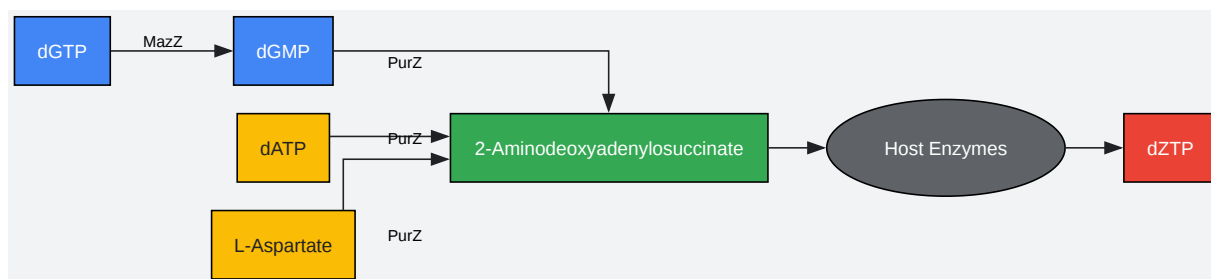 dGTP
MazZ
dGMP
PurZ
dATP
PurZ
2-Aminodeoxyadenylosuccinate
Host Enzymes
dZTP
L-Aspartate
PurZ